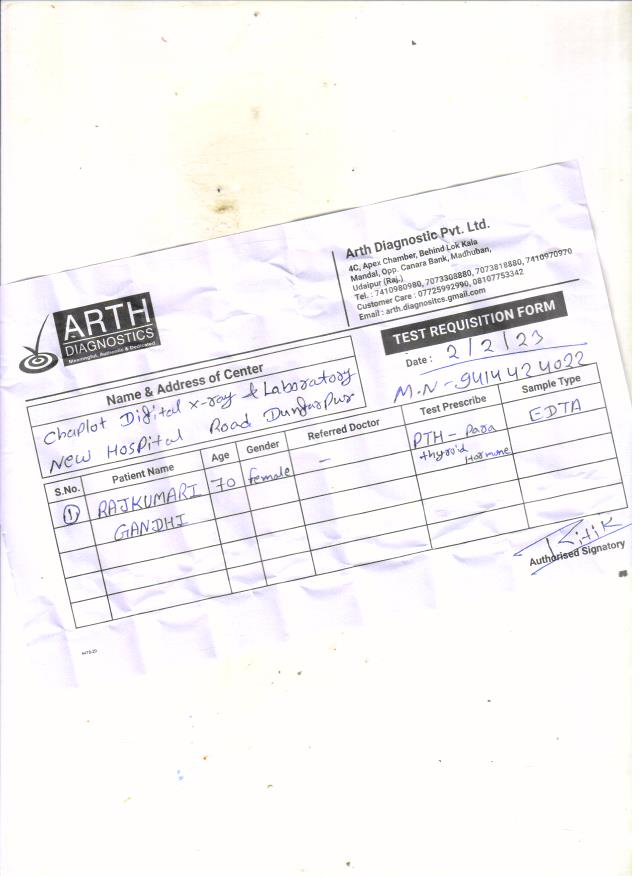 Arth Diagnostic Pvt. Ltd.
4C, Apex Chamber, Behind Lok Kala
Mandal, Opp. Canara Bank, Madhuban,
Udaipur (Raj.)
Tel. : 7410980980, 7073308880, 7073818880, 7410970970
Customer Care : 07725992990, 08107753342
Email : arth.diagnositcs.gmail.com
ARTH
DIAGNOSTICS
Meaningful, Authentic & Dedicated
TEST REQUISITION FORM
Date : 2/2/23
M.N-9414424022
Name & Address of Center
Chaplot Digital x-ray & Laboratory
New Hospital Road Dungarpur
S.No. Patient Name Age Gender Referred Doctor Test Prescribe Sample Type
1 RAJKUMARI 70 female - PTH - Para EDTA
GANDHI thyroid Hormone
Ritik
Authorised Signatory